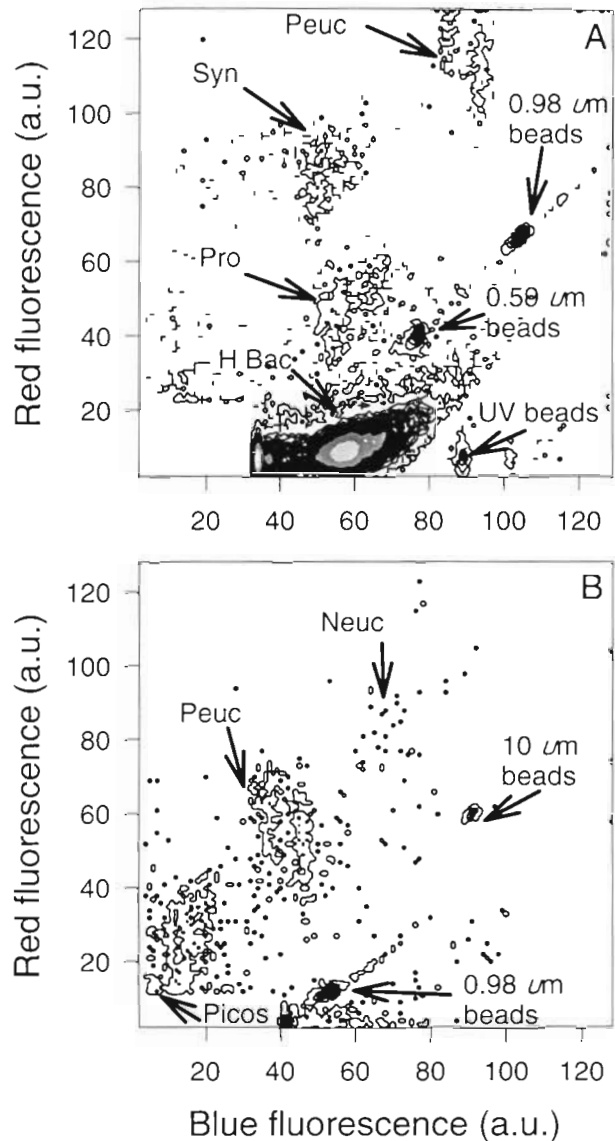 A
Red fluorescence (a.u.)
120
100
80
60
40
20
Peuc
Syn
0.98 um
beads
Pro
0.59 um
beads
H Bac
UV beads
20 40 60 80 100 120
B
Red fluorescence (a.u.)
120
100
80
60
40
20
Neuc
Peuc
10 um
beads
Picos
0.98 um
beads
20 40 60 80 100 120
Blue fluorescence (a.u.)